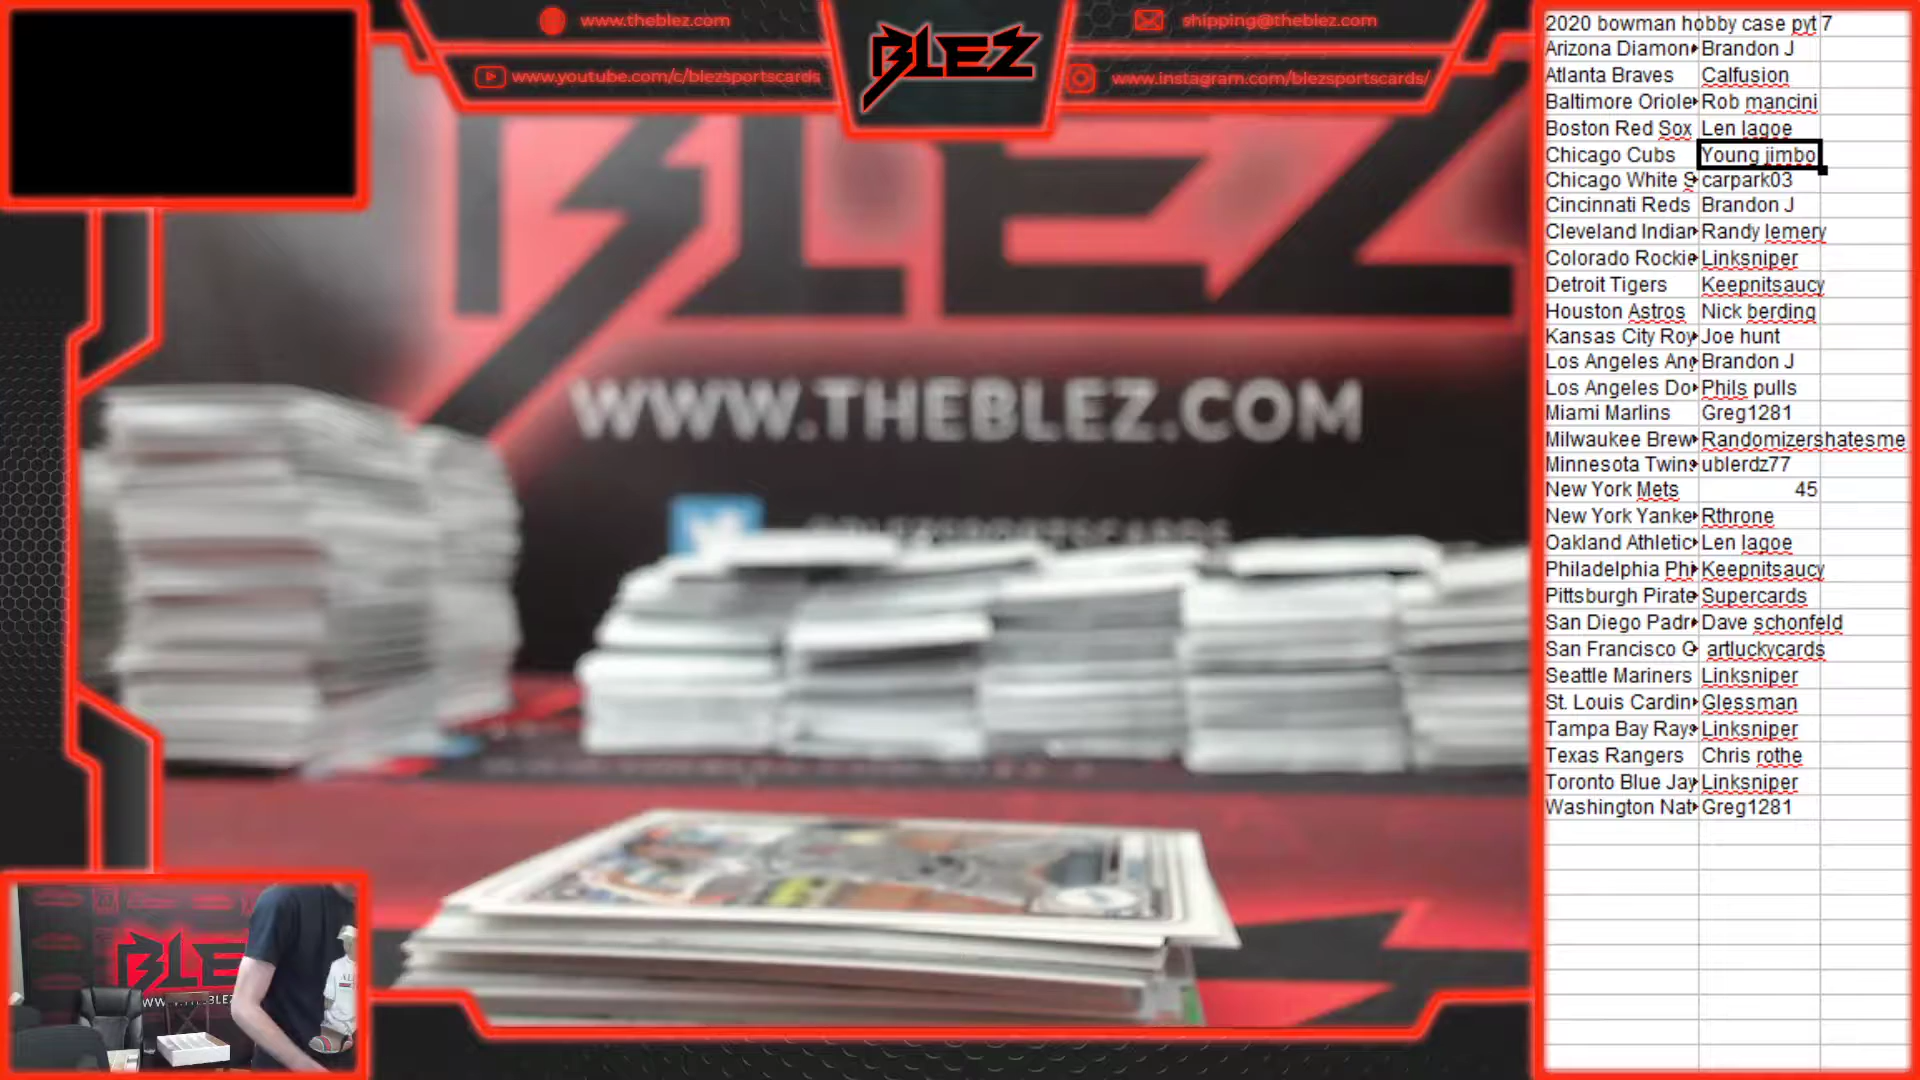 www.theblez.com
www.youtube.com/c/blezsportscards
BLEZ
shipping@theblez.com
www.instagram.com/blezsportscards/
BLEZ
WWW.THEBLEZ.COM
BLEZ
2020 bowman hobby case pyt 7
Arizona Diamon Brandon J
Atlanta Braves Calfusion
Baltimore Oriole Rob mancini
Boston Red Sox Len lagoe
Chicago Cubs Young jimbo
Chicago White S carpark03
Cincinnati Reds Brandon J
Cleveland Indian Randy lemery
Colorado Rockie Linksniper
Detroit Tigers Keepnitsaucy
Houston Astros Nick berding
Kansas City Roy Joe hunt
Los Angeles Ang Brandon J
Los Angeles Do Phils pulls
Miami Marlins Greg1281
Milwaukee Brew Randomizershatesme
Minnesota Twins ublerdz77
New York Mets 45
New York Yanke Rthrone
Oakland Athletic Len lagoe
Philadelphia Phi Keepnitsaucy
Pittsburgh Pirate Supercards
San Diego Padr Dave schonfeld
San Francisco G artluckycards
Seattle Mariners Linksniper
St. Louis Cardin Glessman
Tampa Bay Rays Linksniper
Texas Rangers Chris rothe
Toronto Blue Jay Linksniper
Washington Nat Greg1281